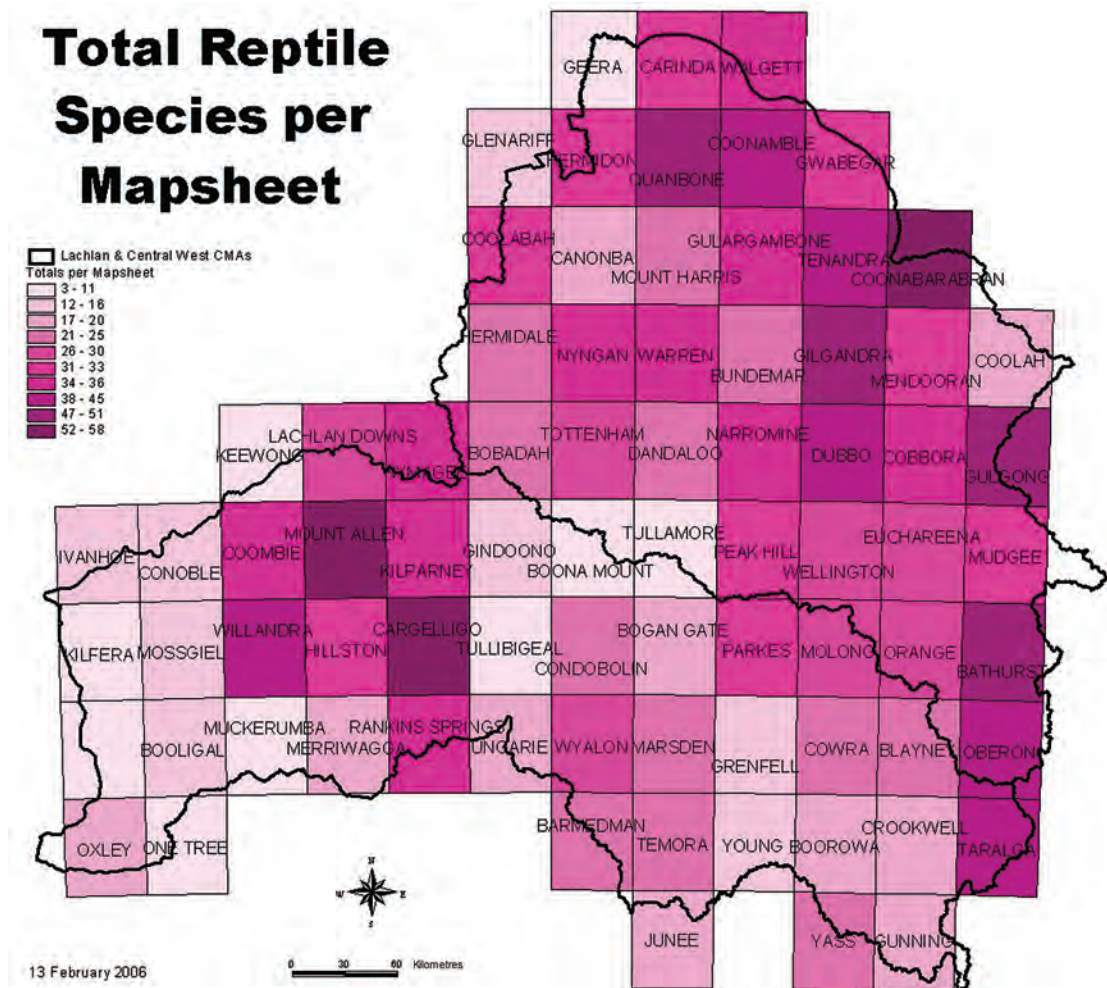 Total Reptile
Species per
Mapsheet
Lachlan & Central West CMAs
Totals per Mapsheet
3 - 11
12 - 16
17 - 20
21 - 25
26 - 30
31 - 33
34 - 36
38 - 45
47 - 51
52 - 58
GEERA CARINDA WALGETT
GLENARIFF COONAMBLE
HERMIDON GWABEGAR
QUANBONE
COOLABAH GULARGAMBONE
CANONBA TENANDRA
MOUNT HARRIS COONABARABRAN
HERMIDALE
NYNGAN WARREN GILGANDRA COOLAH
BUNDEMAR MENDOORAN
LACHLAN DOWNS TOTTENHAM NARROMINE
KEEWONG BOBADAH DANDALOO DUBBO COBBORA
NYMAGEE GULGONG
MOUNT ALLEN TULLAMORE EUCHAREENA
IVANHOE COOMBIE GINDOONO PEAK HILL MUDGEE
CONOBLE KILPARNEY BOONA MOUNT WELLINGTON
WILLANDRA CARGELLIGO BOGAN GATE
KILFERA MOSSGIEL HILLSTON TULLIBIGEAL PARKES MOLONG ORANGE
CONDOBOLIN BATHURST
MUCKERUMBA RANKINS SPRINGS
BOOLIGAL MERRIWAGGA UNGARIE WYALON MARSDEN COWRA BLAYNEY OBERON
GRENFELL
BARMEDMAN CROOKWELL
OXLEY ONE TREE TEMORA YOUNG BOOROWA TARALGA
JUNEE YASS GUNNING
N
W E
S
0 30 60 Kilometres
13 February 2006